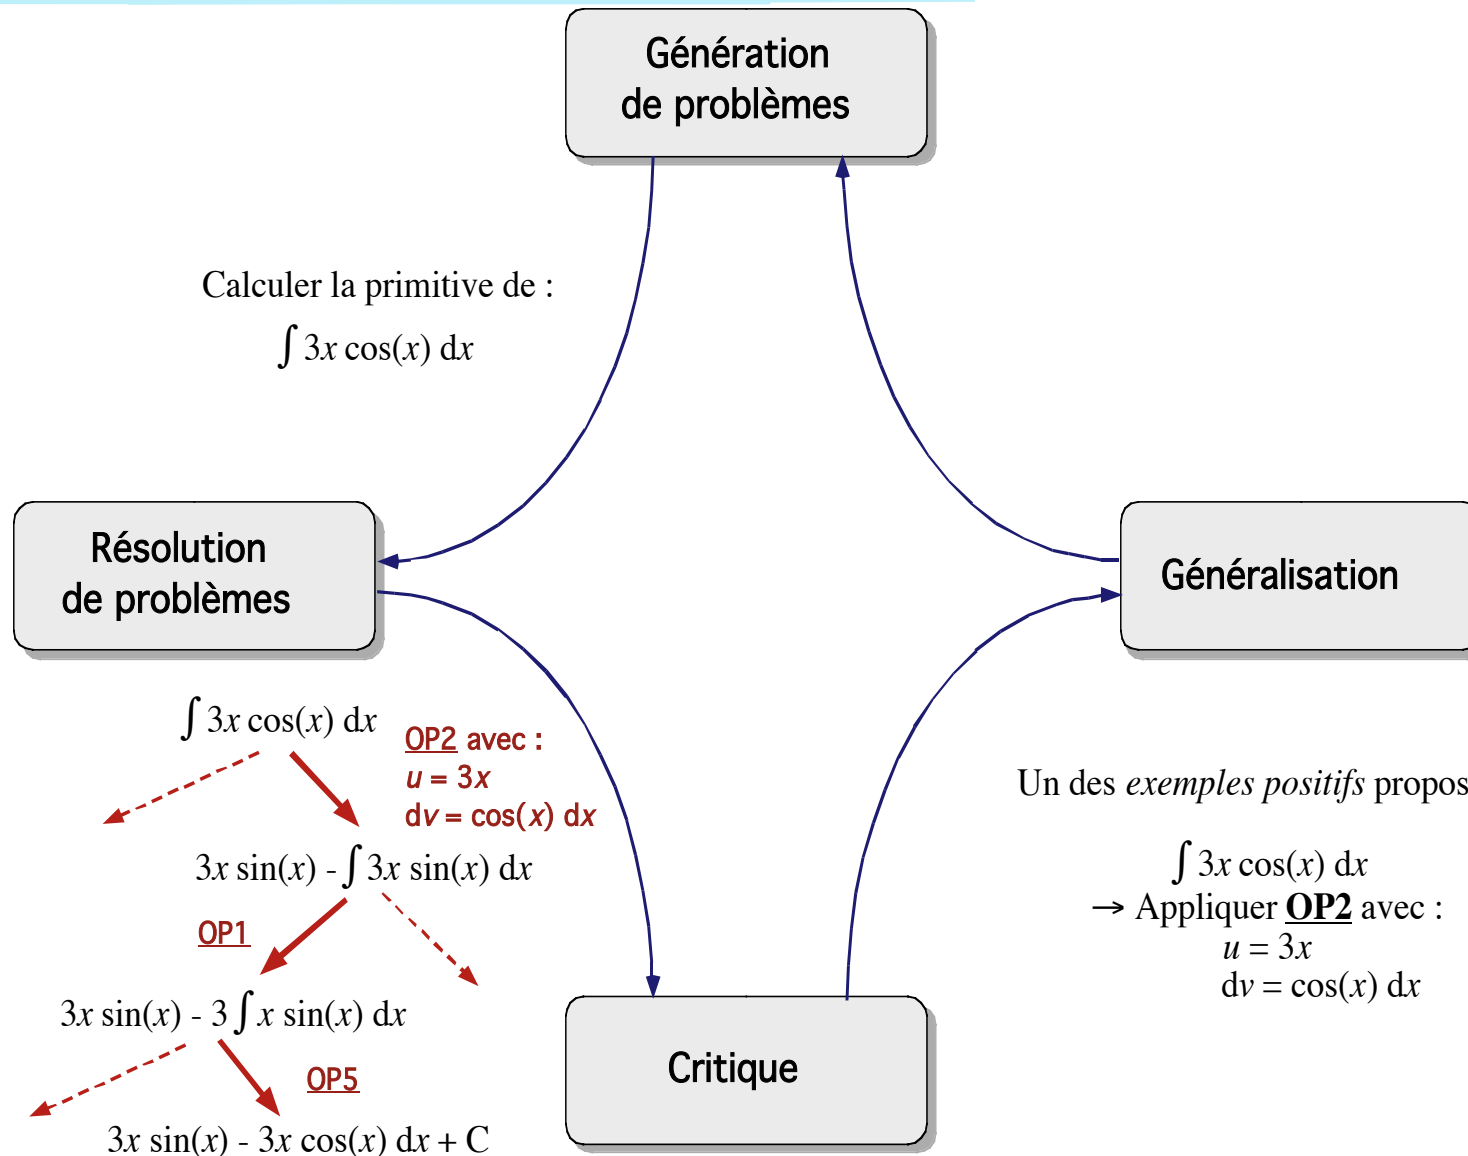 Génération
de problèmes
Calculer la primitive de :
∫ 3x cos(x) dx
Résolution
de problèmes
Généralisation
∫ 3x cos(x) dx
OP2 avec :
u = 3x
dv = cos(x) dx
3x sin(x) - ∫ 3x sin(x) dx
OP1
3x sin(x) - 3 ∫ x sin(x) dx
OP5
3x sin(x) - 3x cos(x) dx + C
Critique
Un des exemples positifs propos
∫ 3x cos(x) dx
→ Appliquer OP2 avec :
u = 3x
dv = cos(x) dx